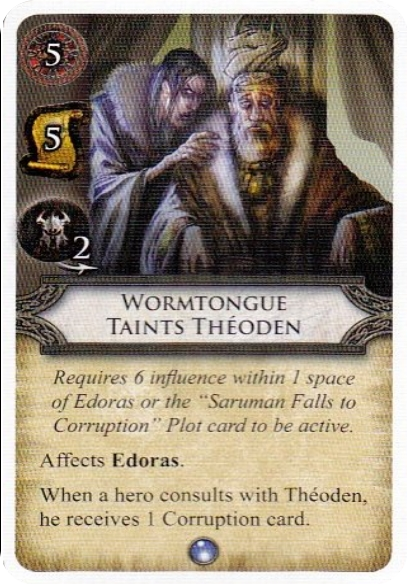 5
5
2
WORMTONGUE
TAINTS THÉODEN
Requires 6 influence within 1 space
of Edoras or the “Saruman Falls to
Corruption” Plot card to be active.
Affects Edoras.
When a hero consults with Théoden,
he receives 1 Corruption card.